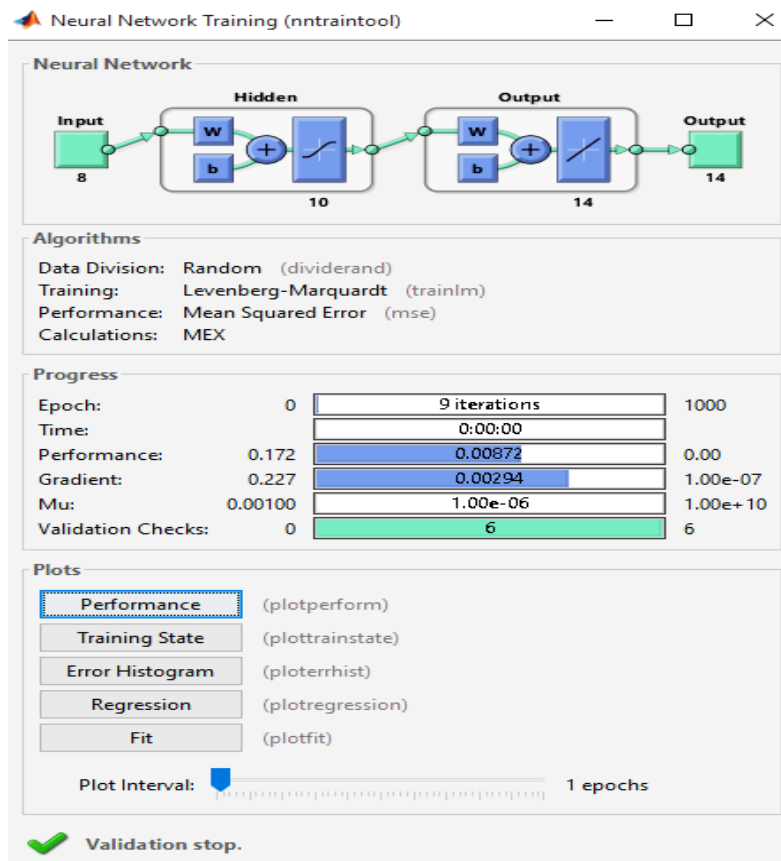 Neural Network Training (nntraintool)
Neural Network
Hidden Output
Input W b + W b + Output
8 10 14 14
Algorithms
Data Division: Random (dividerand)
Training: Levenberg-Marquardt (trainlm)
Performance: Mean Squared Error (mse)
Calculations: MEX
Progress
Epoch: 0 9 iterations 1000
Time: 0:00:00
Performance: 0.172 0.00872 0.00
Gradient: 0.227 0.00294 1.00e-07
Mu: 0.00100 1.00e-06 1.00e+10
Validation Checks: 0 6 6
Plots
Performance (plotperform)
Training State (plottrainstate)
Error Histogram (ploterrhist)
Regression (plotregression)
Fit (plotfit)
Plot Interval: 1 epochs
Validation stop.